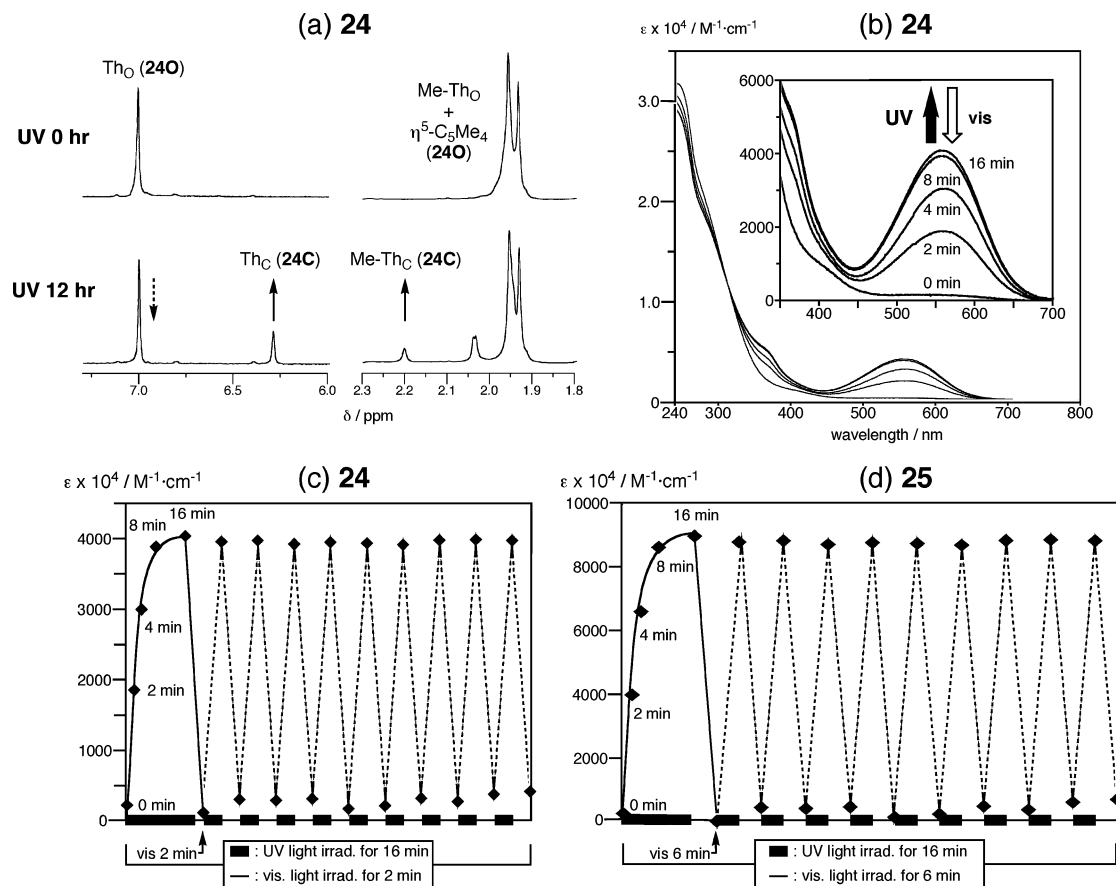 (a) 24
Th_O (24O)
UV 0 hr
Me-Th_O
+
η⁵-C₅Me₄
(24O)
UV 12 hr
Th_C (24C)
Me-Th_C (24C)
7.0 6.5 6.0 2.3 2.2 2.1 2.0 1.9 1.8
δ / ppm
(b) 24
ε x 10⁴ / M⁻¹·cm⁻¹
3.0
2.0
1.0
0
240 300 400 500 600 700 800
wavelength / nm
6000
4000
2000
0
400 500 600 700
UV
vis
16 min
8 min
4 min
2 min
0 min
(c) 24
ε x 10⁴ / M⁻¹·cm⁻¹
4000
3000
2000
1000
0
16 min
8 min
4 min
2 min
0 min
vis 2 min
: UV light irrad. for 16 min
: vis. light irrad. for 2 min
(d) 25
ε x 10⁴ / M⁻¹·cm⁻¹
10000
8000
6000
4000
2000
0
16 min
8 min
4 min
2 min
0 min
vis 6 min
: UV light irrad. for 16 min
: vis. light irrad. for 6 min